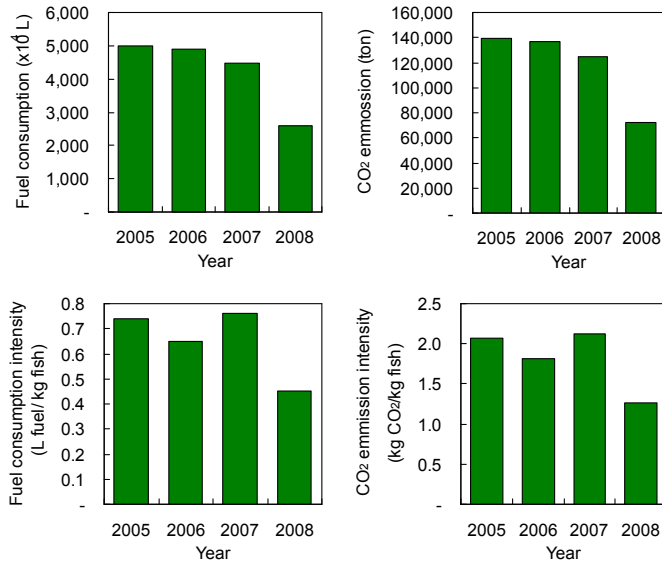 Fuel consumption (x10⁴ L)
6,000
5,000
4,000
3,000
2,000
1,000
-
2005 2006 2007 2008
Year
CO2 emmossion (ton)
160,000
140,000
120,000
100,000
80,000
60,000
40,000
20,000
-
2005 2006 2007 2008
Year
Fuel consumption intensity
(L fuel/ kg fish)
0.8
0.7
0.6
0.5
0.4
0.3
0.2
0.1
-
2005 2006 2007 2008
Year
CO2 emmission intensity
(kg CO2/kg fish)
2.5
2.0
1.5
1.0
0.5
-
2005 2006 2007 2008
Year